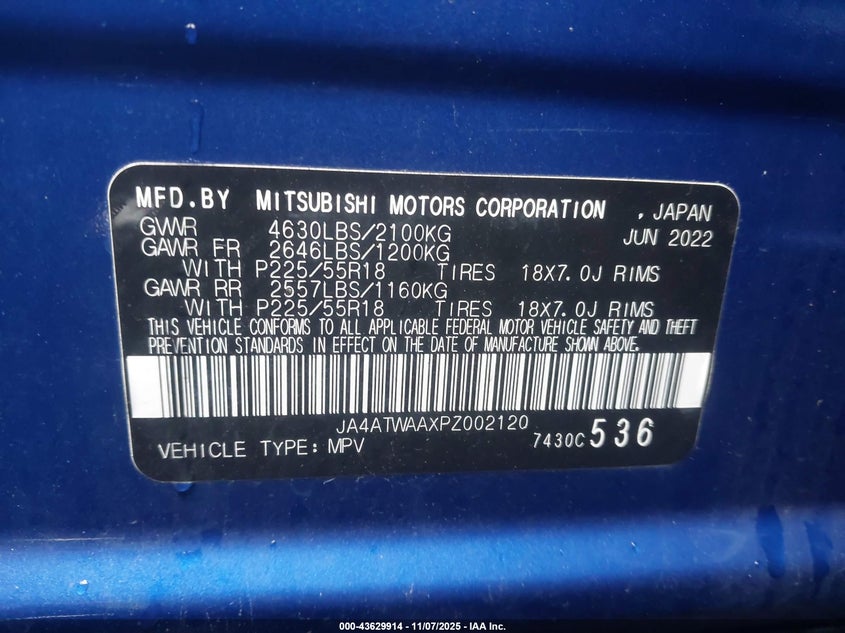 MFD.BY MITSUBISHI MOTORS CORPORATION , JAPAN
GVWR 4630LBS/2100KG JUN 2022
GAWR FR 2646LBS/1200KG
WITH P225/55R18 TIRES 18X7.0J RIMS
GAWR RR 2557LBS/1160KG
WITH P225/55R18 TIRES 18X7.0J RIMS
THIS VEHICLE CONFORMS TO ALL APPLICABLE FEDERAL MOTOR VEHICLE SAFETY AND THEFT
PREVENTION STANDARDS IN EFFECT ON THE DATE OF MANUFACTURE SHOWN ABOVE.
JA4ATWAAXPZ002120
VEHICLE TYPE: MPV 7430C 536
000-43629914 - 11/07/2025 - IAA Inc.